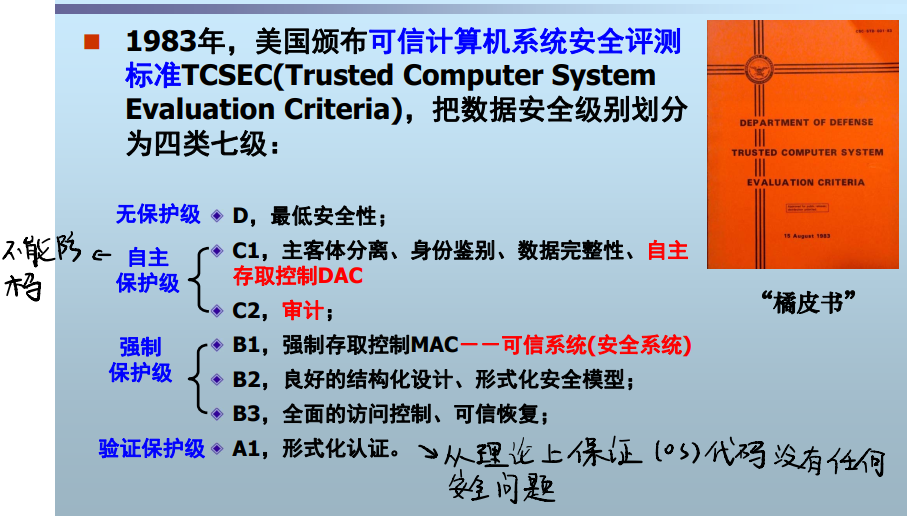 1983年，美国颁布可信计算机系统安全评测
标准TCSEC(Trusted Computer System
Evaluation Criteria)，把数据安全级别划分
为四类七级：
DEPARTMENT OF DEFENSE
TRUSTED COMPUTER SYSTEM
EVALUATION CRITERIA
15 August 1983
“橘皮书”
无保护级 D，最低安全性；
不能防
木马
自主
保护级
C1，主客体分离、身份鉴别、数据完整性、自主
存取控制DAC
C2，审计；
强制
保护级
B1，强制存取控制MAC－－可信系统(安全系统)
B2，良好的结构化设计、形式化安全模型；
B3，全面的访问控制、可信恢复；
验证保护级 A1，形式化认证。
从理论上保证 (OS)代码没有任何
安全问题